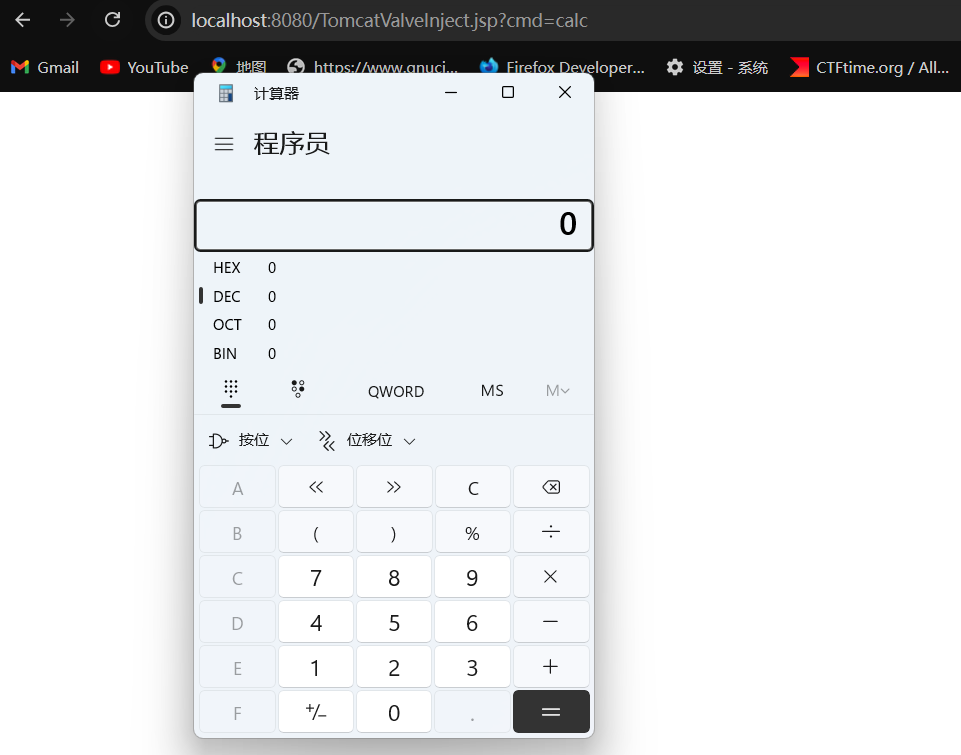 localhost:8080/TomcatValveInject.jsp?cmd=calc
Gmail YouTube 地图 https://www.gnuci... Firefox Developer... 设置 - 系统 CTFtime.org / All...
计算器
程序员
0
HEX 0
DEC 0
OCT 0
BIN 0
QWORD MS M
按位 位移位
A << >> C
B ( ) % ÷
C 7 8 9 ×
D 4 5 6 −
E 1 2 3 +
F +/− 0 . =